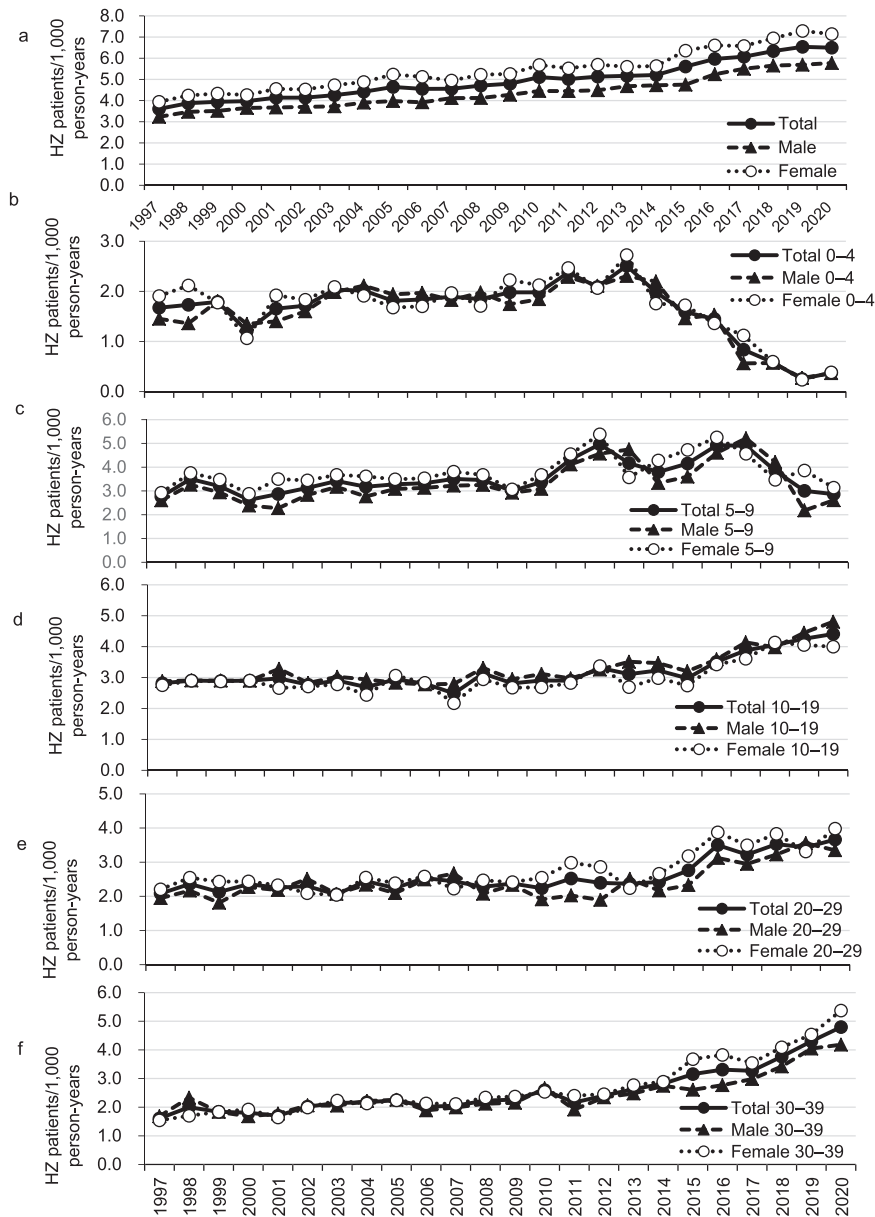 a
HZ patients/1,000
person-years
8.0
7.0
6.0
5.0
4.0
3.0
2.0
1.0
0.0
Total
Male
Female
1997 1998 1999 2000 2001 2002 2003 2004 2005 2006 2007 2008 2009 2010 2011 2012 2013 2014 2015 2016 2017 2018 2019 2020
b
HZ patients/1,000
person-years
3.0
2.0
1.0
0.0
Total 0–4
Male 0–4
Female 0–4
c
HZ patients/1,000
person-years
6.0
5.0
4.0
3.0
2.0
1.0
0.0
Total 5–9
Male 5–9
Female 5–9
d
HZ patients/1,000
person-years
6.0
5.0
4.0
3.0
2.0
1.0
0.0
Total 10–19
Male 10–19
Female 10–19
e
HZ patients/1,000
person-years
5.0
4.0
3.0
2.0
1.0
0.0
Total 20–29
Male 20–29
Female 20–29
f
HZ patients/1,000
person-years
6.0
5.0
4.0
3.0
2.0
1.0
0.0
Total 30–39
Male 30–39
Female 30–39
1997 1998 1999 2000 2001 2002 2003 2004 2005 2006 2007 2008 2009 2010 2011 2012 2013 2014 2015 2016 2017 2018 2019 2020